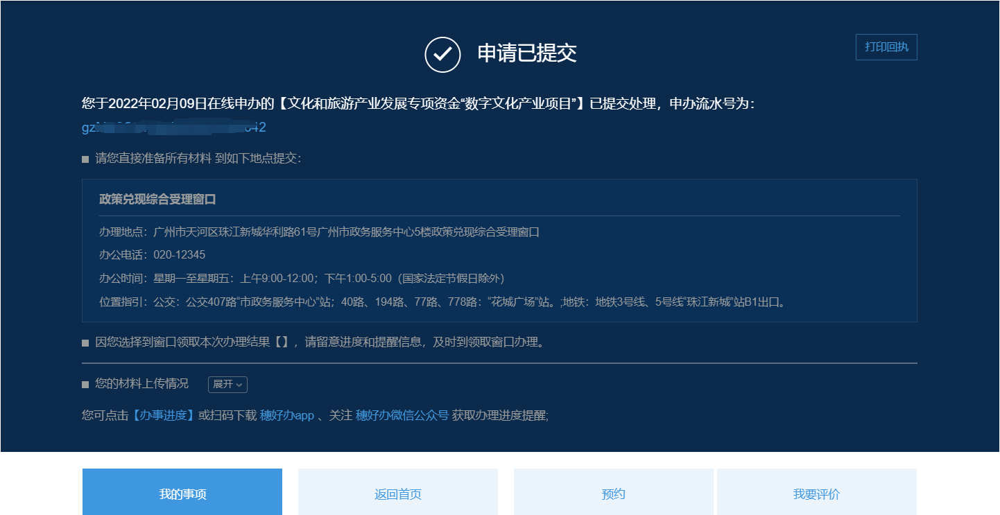 申请已提交
打印回执
您于2022年02月09日在线申办的【文化和旅游产业发展专项资金“数字文化产业项目”】已提交处理，申办流水号为：
请您直接准备所有材料 到如下地点提交：
政策兑现综合受理窗口
办理地点：广州市天河区珠江新城华利路61号广州市政务服务中心5楼政策兑现综合受理窗口
办公电话：020-12345
办公时间：星期一至星期五：上午9:00-12:00；下午1:00-5:00（国家法定节假日除外）
位置指引：公交：公交407路“市政务服务中心”站；40路、194路、77路、778路：“花城广场”站。;地铁：地铁3号线、5号线“珠江新城”站B1出口。
因您选择到窗口领取本次办理结果【】，请留意进度和提醒信息，及时到领取窗口办理。
您的材料上传情况 展开
您可点击【办事进度】或扫码下载 穗好办app 、关注 穗好办微信公众号 获取办理进度提醒;
我的事项 返回首页 预约 我要评价